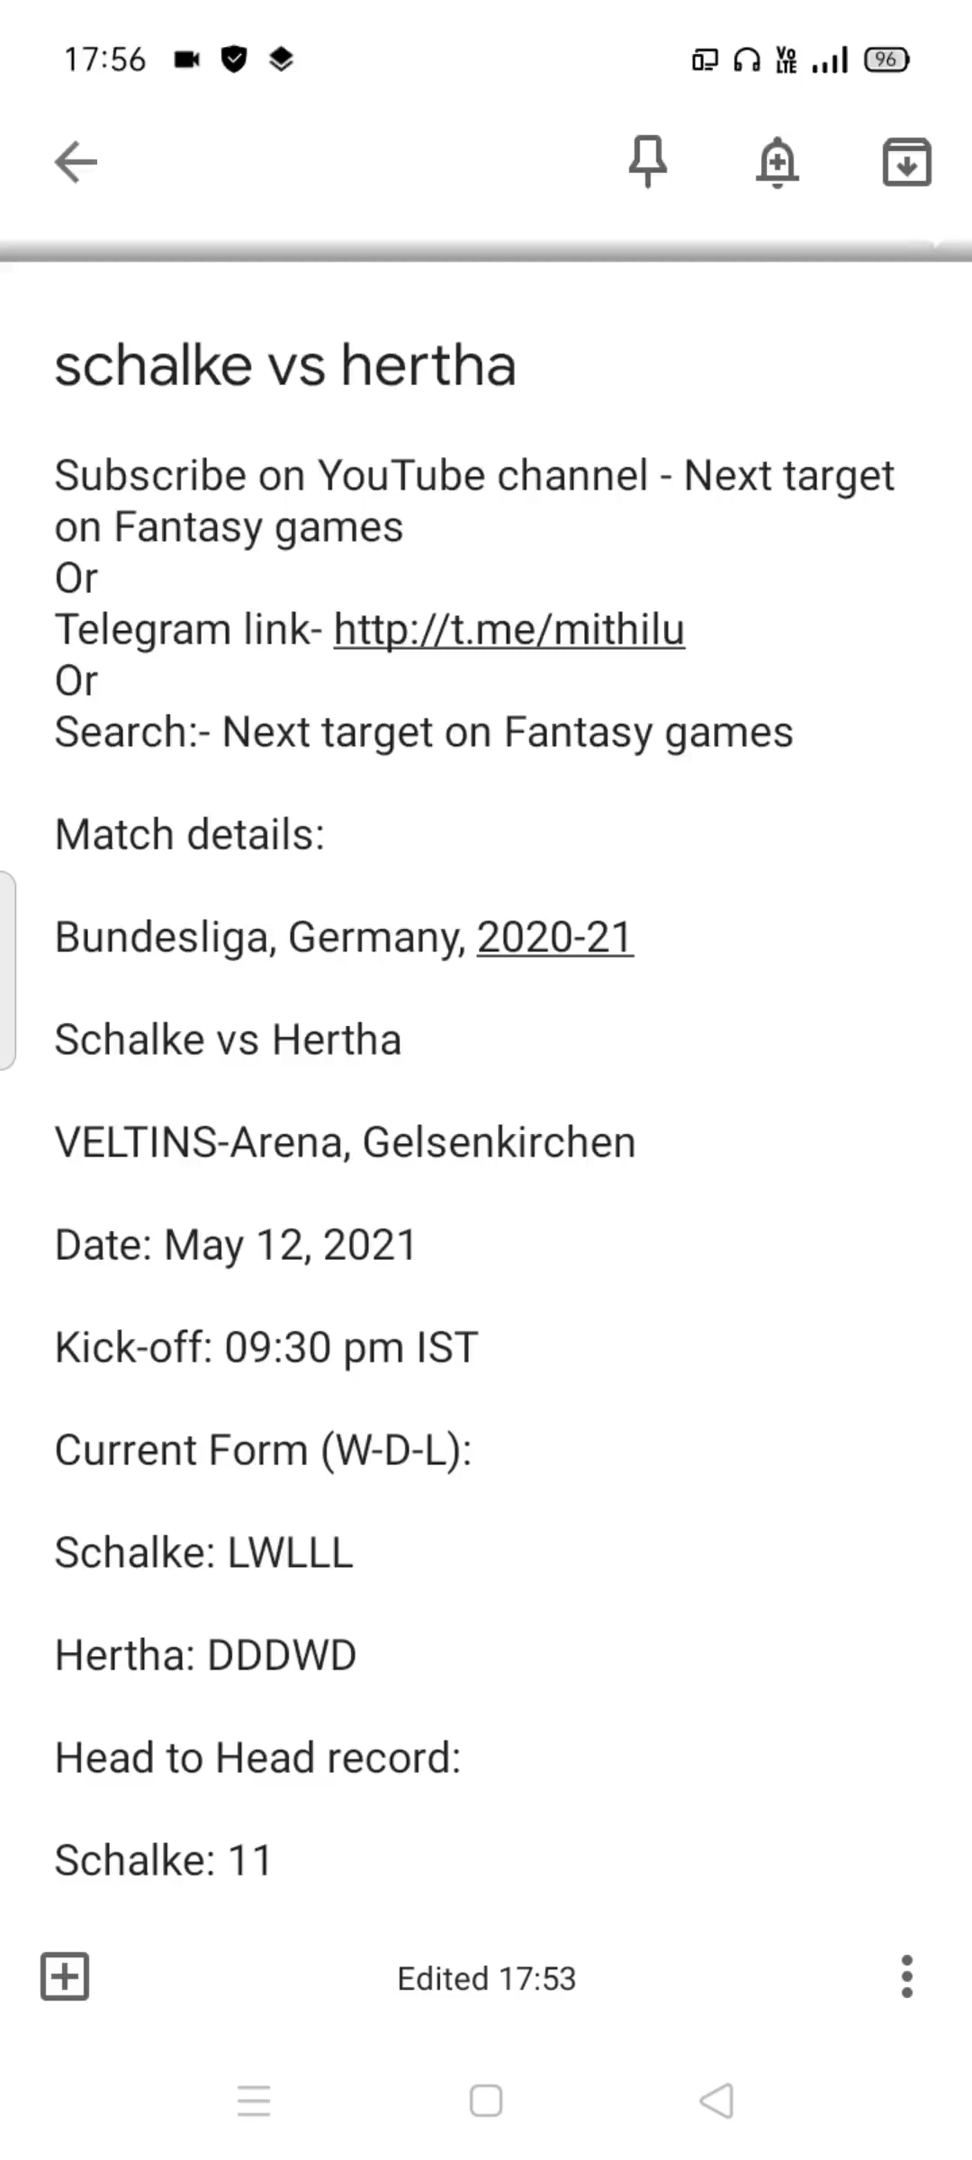 17:56 Vo LTE 96
schalke vs hertha
Subscribe on YouTube channel - Next target
on Fantasy games
Or
Telegram link- http://t.me/mithilu
Or
Search:- Next target on Fantasy games
Match details:
Bundesliga, Germany, 2020-21
Schalke vs Hertha
VELTINS-Arena, Gelsenkirchen
Date: May 12, 2021
Kick-off: 09:30 pm IST
Current Form (W-D-L):
Schalke: LWLLL
Hertha: DDDWD
Head to Head record:
Schalke: 11
Edited 17:53